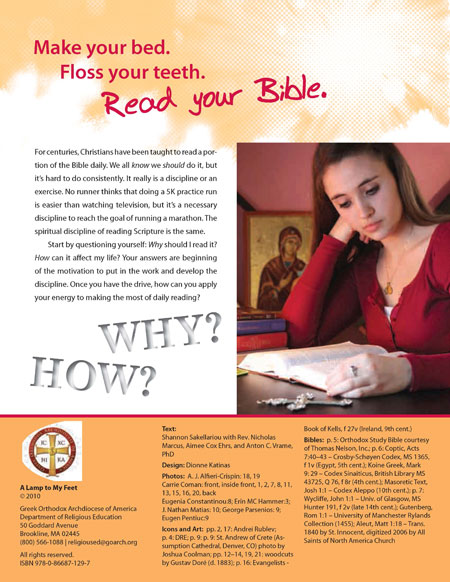 Make your bed.
Floss your teeth.
Read your Bible.
For centuries, Christians have been taught to read a por-
tion of the Bible daily. We all know we should do it, but
it's hard to do consistently. It really is a discipline or an
exercise. No runner thinks that doing a 5K practice run
is easier than watching television, but it's a necessary
discipline to reach the goal of running a marathon. The
spiritual discipline of reading Scripture is the same.
Start by questioning yourself: Why should I read it?
How can it affect my life? Your answers are beginning
of the motivation to put in the work and develop the
discipline. Once you have the drive, how can you apply
your energy to making the most of daily reading?
WHY?
HOW?
IC XC
NI KA
A Lamp to My Feet
© 2010
Greek Orthodox Archdiocese of America
Department of Religious Education
50 Goddard Avenue
Brookline, MA 02445
(800) 566-1088 | religioused@goarch.org
All rights reserved.
ISBN 978-0-86687-129-7
Text:
Shannon Sakellariou with Rev. Nicholas
Marcus, Aimee Cox Ehrs, and Anton C. Vrame,
PhD
Design: Dionne Katinas
Photos: A. J. Alfieri-Crispin: 18, 19
Carrie Coman: front, inside front, 1, 2, 7, 8, 11,
13, 15, 16, 20, back
Eugenia Constantinou:8; Erin MC Hammer:3;
J. Nathan Matias: 10; George Parsenios: 9;
Eugen Pentiuc:9
Icons and Art: pp. 2, 17: Andrei Rublev;
p. 4: DRE; p. 9: p. 9: St. Andrew of Crete (As-
sumption Cathedral, Denver, CO) photo by
Joshua Coolman; pp. 12–14, 19, 21; woodcuts
by Gustav Doré (d. 1883); p. 16: Evangelists -
Book of Kells, f 27v (Ireland, 9th cent.)
Bibles: p. 5: Orthodox Study Bible courtesy
of Thomas Nelson, Inc.; p. 6: Coptic, Acts
7:40–43 – Crosby-Schøyen Codex, MS 1365,
f 1v (Egypt, 5th cent.); Koine Greek, Mark
9: 29 – Codex Sinaiticus, British Library MS
43725, Q 76, f 8r (4th cent.); Masoretic Text,
Josh 1:1 – Codex Aleppo (10th cent.); p. 7:
Wycliffe, John 1:1 – Univ. of Glasgow, MS
Hunter 191, f 2v (late 14th cent.); Gutenberg,
Rom 1:1 – University of Manchester Rylands
Collection (1455); Aleut, Matt 1:18 – Trans.
1840 by St. Innocent, digitized 2006 by All
Saints of North America Church